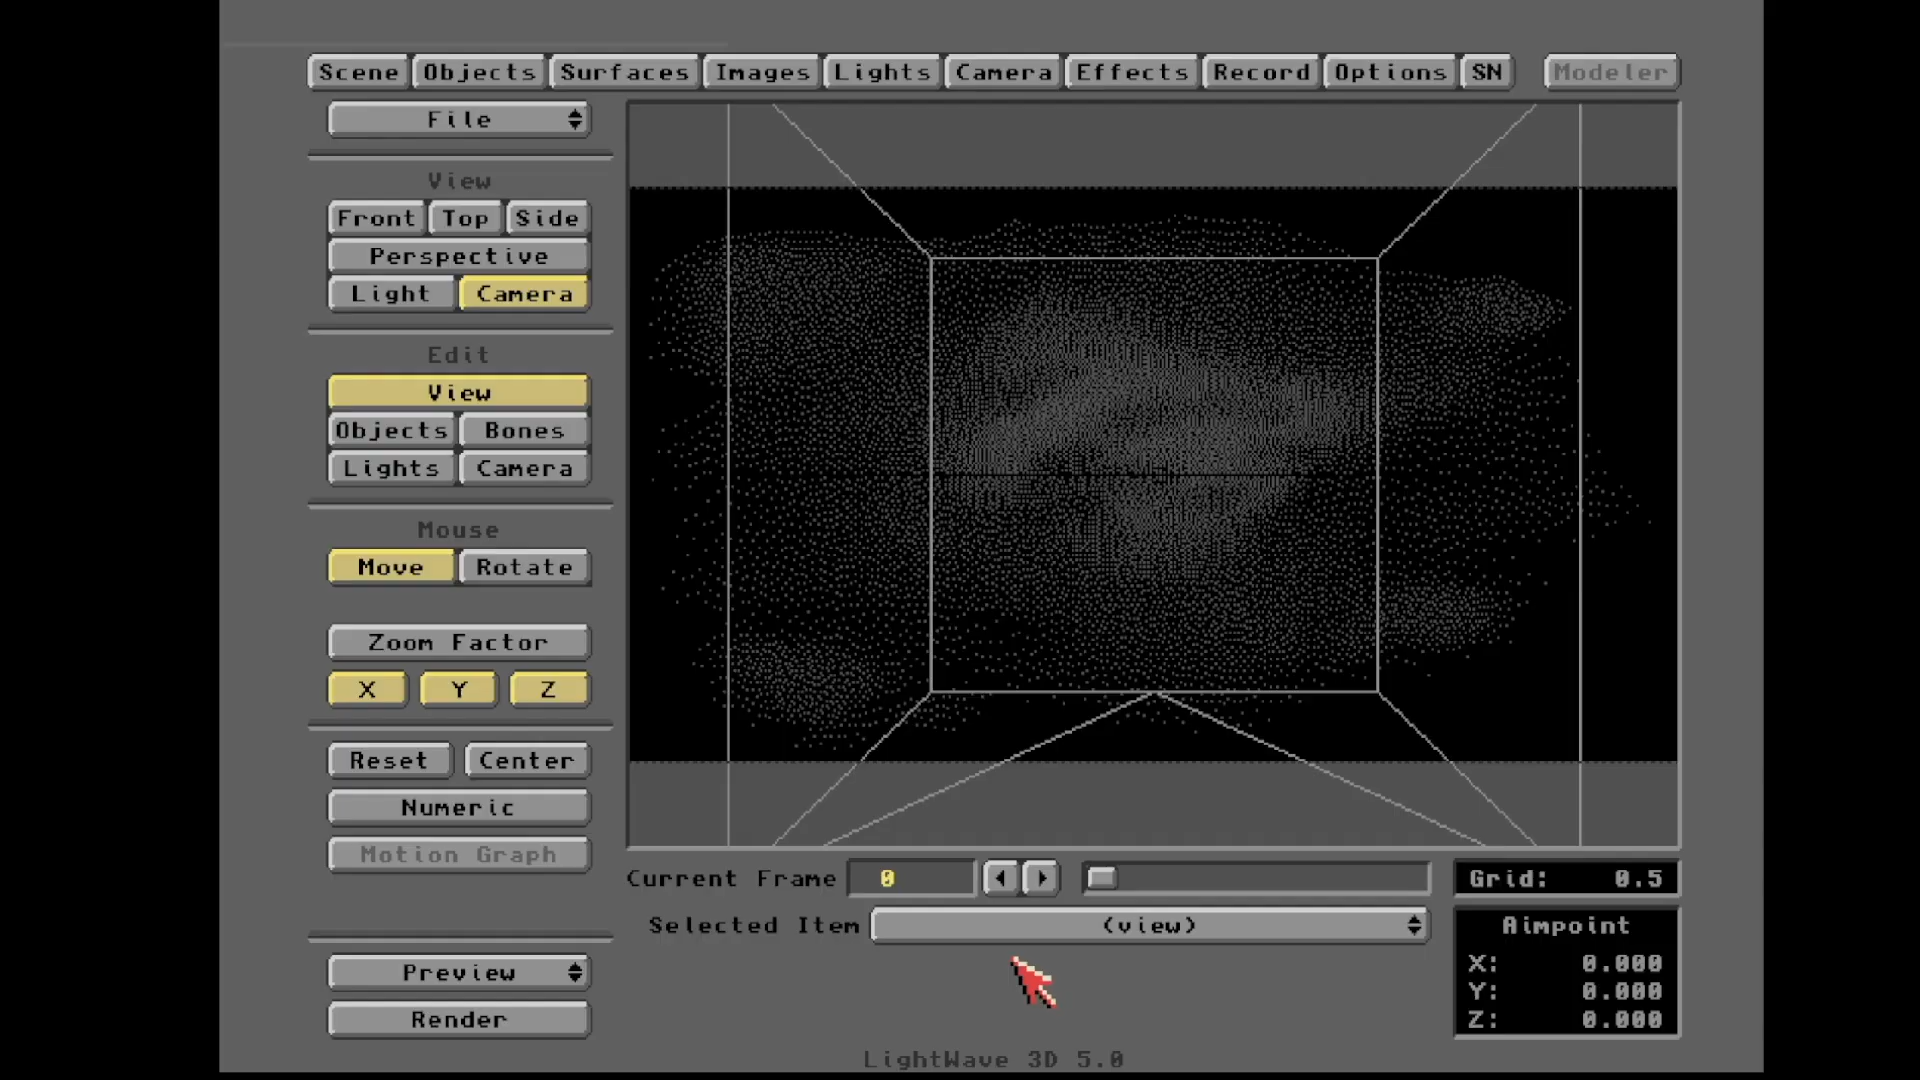 Scene Objects Surfaces Images Lights Camera Effects Record Options SN Modeler
File
View
Front Top Side
Perspective
Light Camera
Edit
View
Objects Bones
Lights Camera
Mouse
Move Rotate
Zoom Factor
X Y Z
Reset Center
Numeric
Motion Graph
Preview
Render
Current Frame 0
Selected Item (view)
Grid: 0.5
Aimpoint
X: 0.000
Y: 0.000
Z: 0.000
LightWave 3D 5.0